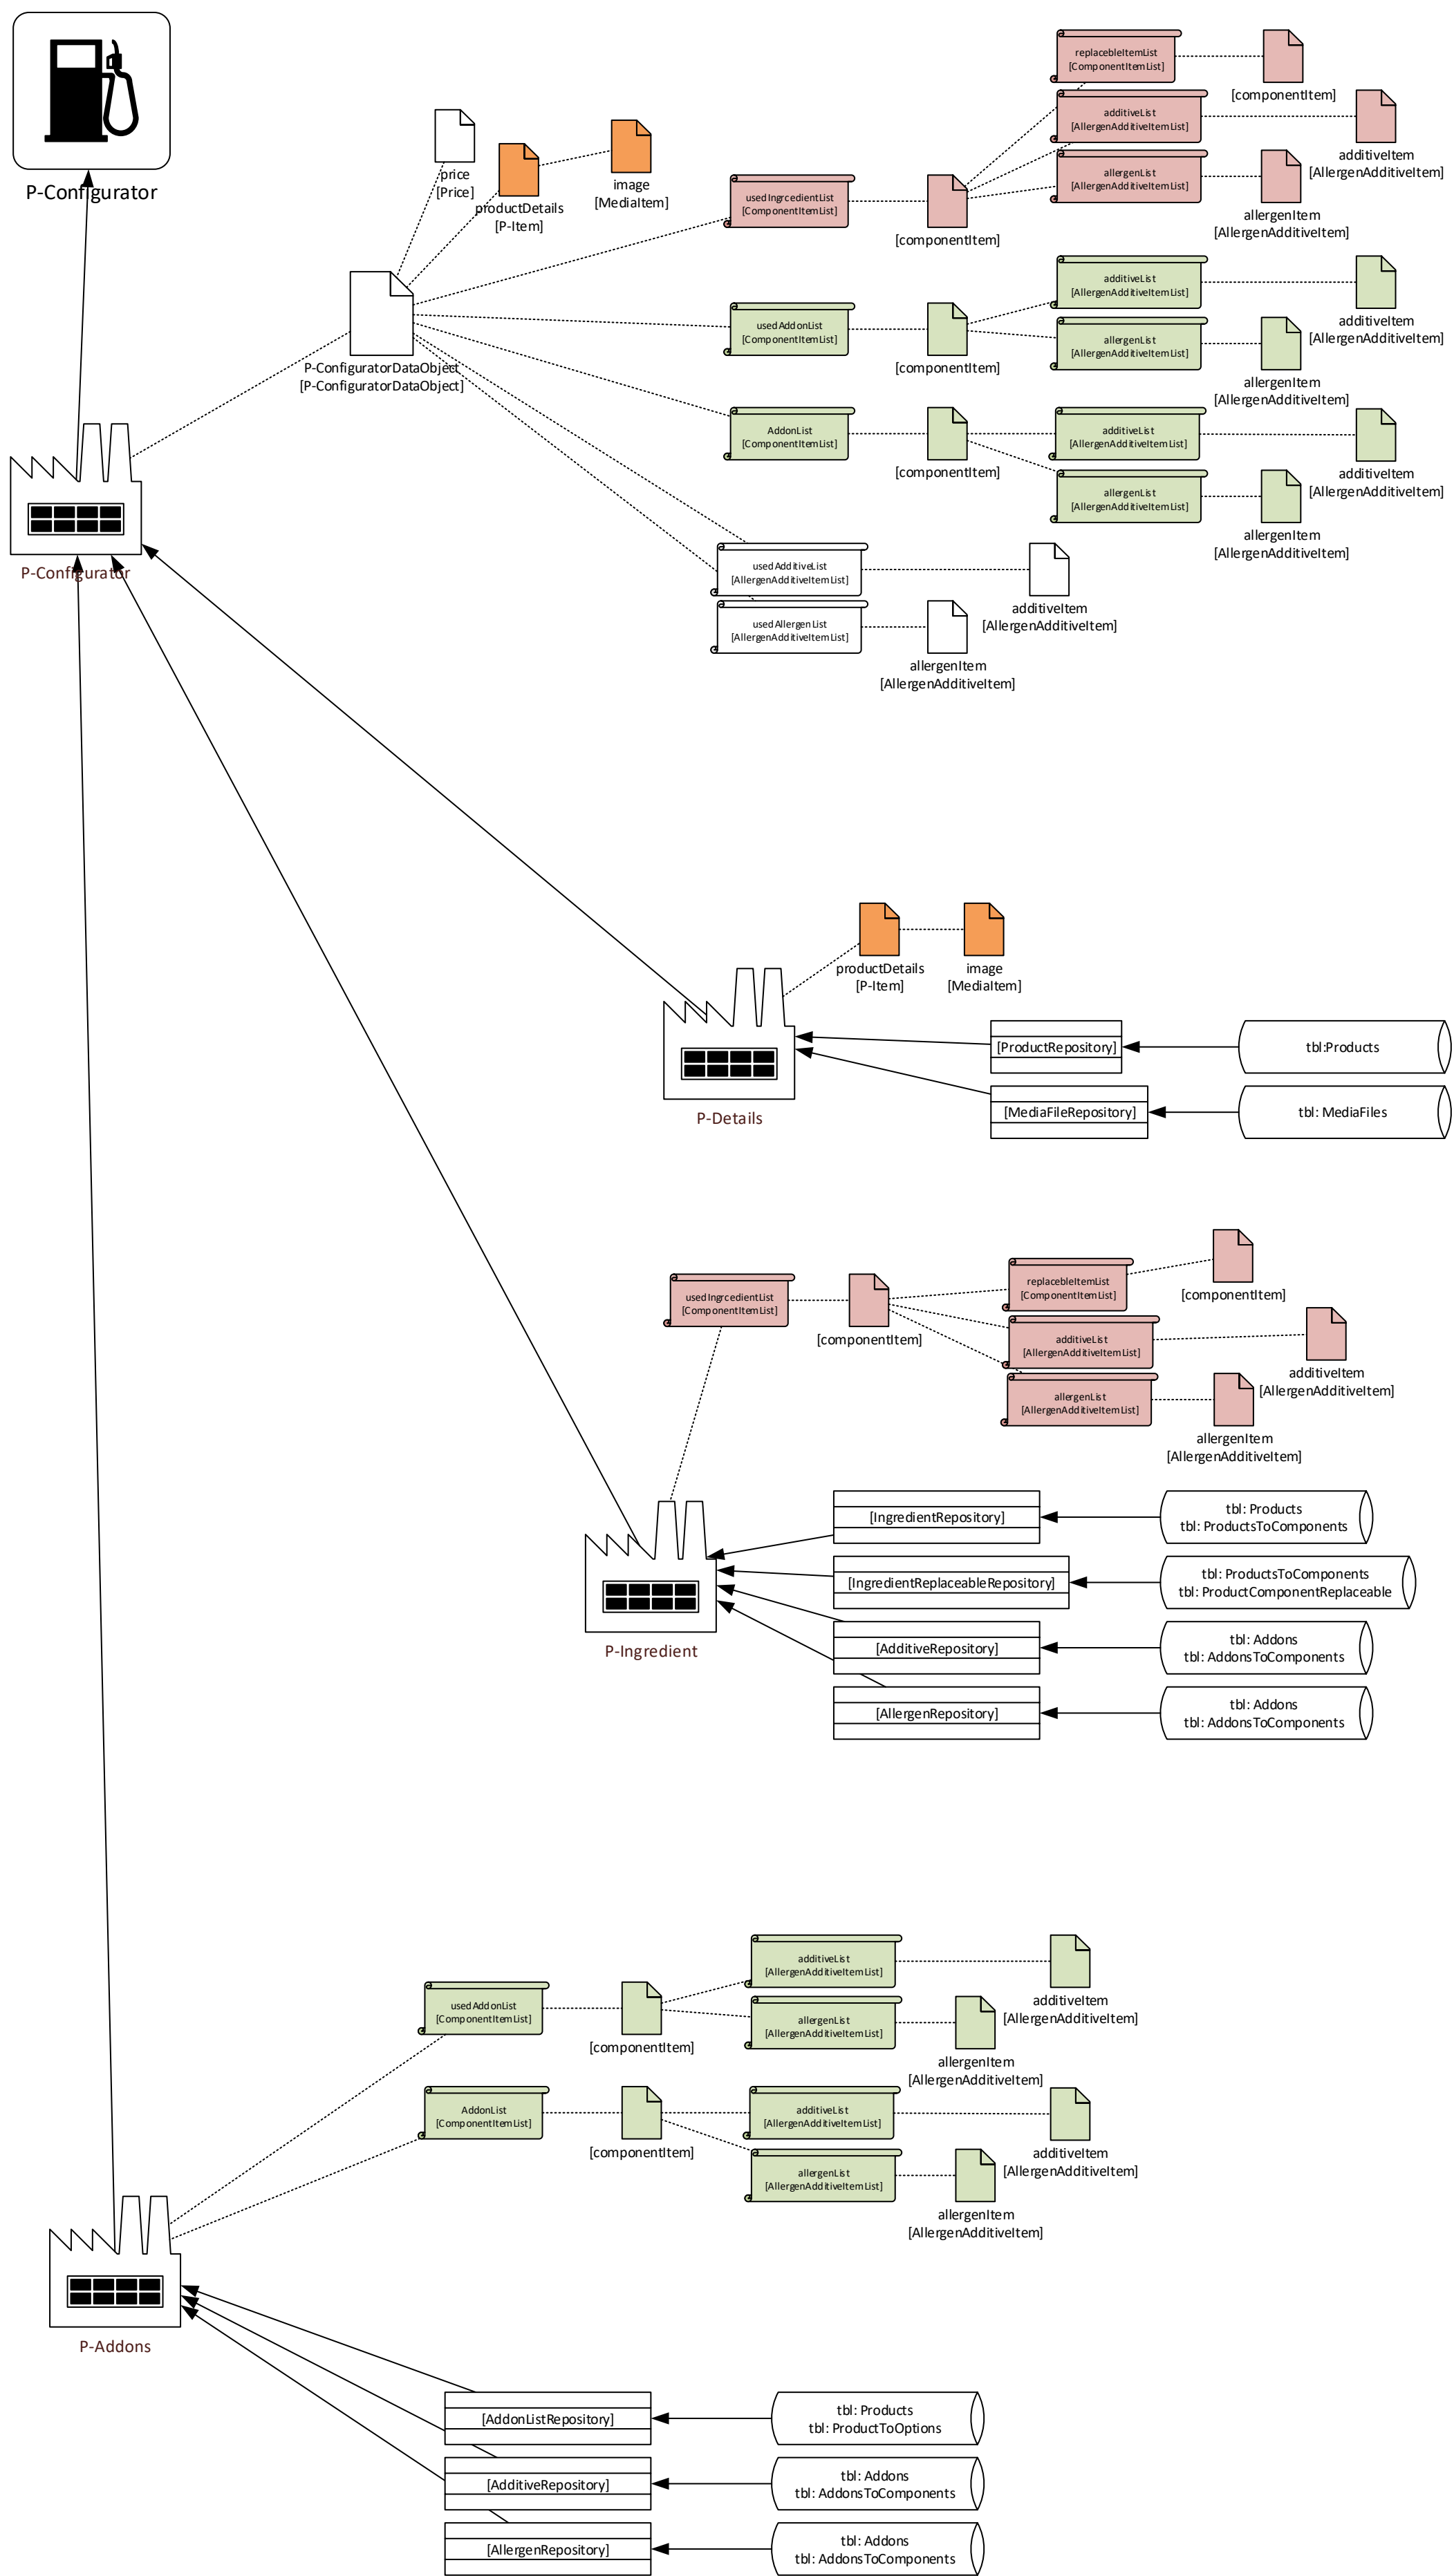 P-Configurator
price
[Price]
productDetails
[P-Item]
image
[MediaItem]
replacebleItemList
[ComponentItemList]
[componentItem]
additiveList
[AllergenAdditiveItemList]
additiveItem
[AllergenAdditiveItem]
allergenList
[AllergenAdditiveItemList]
allergenItem
[AllergenAdditiveItem]
usedIngrcedientList
[ComponentItemList]
[componentItem]
P-ConfiguratorDataObject
[P-ConfiguratorDataObject]
usedAddonList
[ComponentItemList]
[componentItem]
additiveList
[AllergenAdditiveItemList]
additiveItem
[AllergenAdditiveItem]
allergenList
[AllergenAdditiveItemList]
allergenItem
[AllergenAdditiveItem]
AddonList
[ComponentItemList]
[componentItem]
additiveList
[AllergenAdditiveItemList]
additiveItem
[AllergenAdditiveItem]
allergenList
[AllergenAdditiveItemList]
allergenItem
[AllergenAdditiveItem]
P-Configurator
usedAdditiveList
[AllergenAdditiveItemList]
additiveItem
[AllergenAdditiveItem]
usedAllergenList
[AllergenAdditiveItemList]
allergenItem
[AllergenAdditiveItem]
productDetails
[P-Item]
image
[MediaItem]
P-Details
[ProductRepository]
tbl:Products
[MediaFileRepository]
tbl: MediaFiles
usedIngrcedientList
[ComponentItemList]
[componentItem]
replacebleItemList
[ComponentItemList]
[componentItem]
additiveList
[AllergenAdditiveItemList]
additiveItem
[AllergenAdditiveItem]
allergenList
[AllergenAdditiveItemList]
allergenItem
[AllergenAdditiveItem]
P-Ingredient
[IngredientRepository]
tbl: Products
tbl: ProductsToComponents
[IngredientReplaceableRepository]
tbl: ProductsToComponents
tbl: ProductComponentReplaceable
[AdditiveRepository]
tbl: Addons
tbl: AddonsToComponents
[AllergenRepository]
tbl: Addons
tbl: AddonsToComponents
usedAddonList
[ComponentItemList]
[componentItem]
additiveList
[AllergenAdditiveItemList]
additiveItem
[AllergenAdditiveItem]
allergenList
[AllergenAdditiveItemList]
allergenItem
[AllergenAdditiveItem]
AddonList
[ComponentItemList]
[componentItem]
additiveList
[AllergenAdditiveItemList]
additiveItem
[AllergenAdditiveItem]
allergenList
[AllergenAdditiveItemList]
allergenItem
[AllergenAdditiveItem]
P-Addons
[AddonListRepository]
tbl: Products
tbl: ProductToOptions
[AdditiveRepository]
tbl: Addons
tbl: AddonsToComponents
[AllergenRepository]
tbl: Addons
tbl: AddonsToComponents